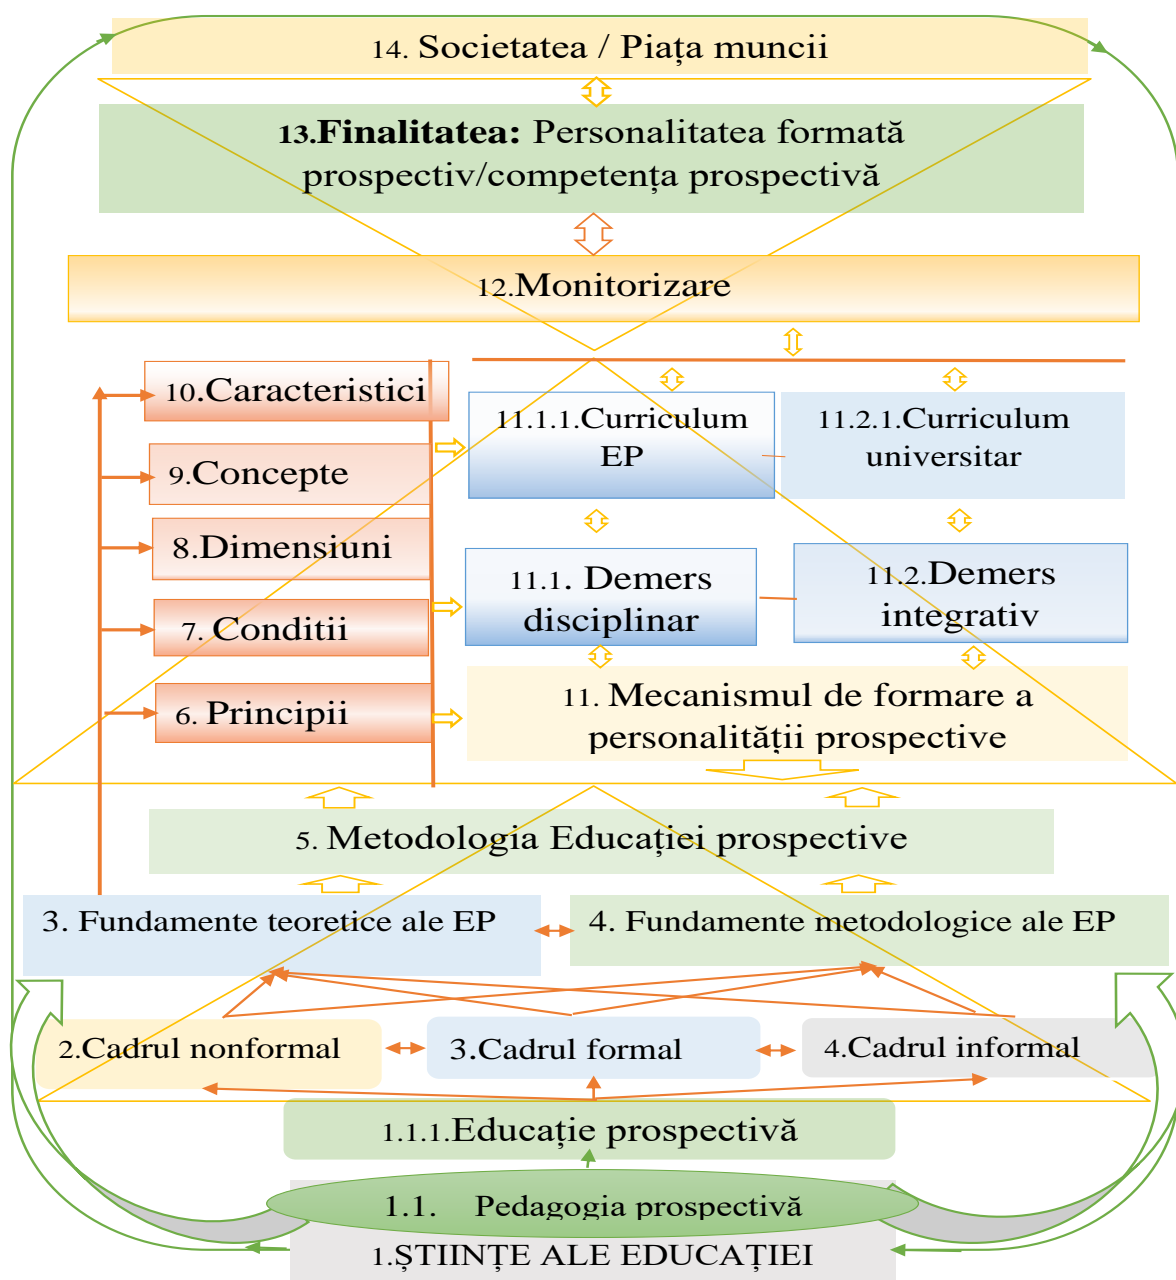 14. Societatea / Piața muncii
13.Finalitatea: Personalitatea formată
prospectiv/competența prospectivă
12.Monitorizare
10.Caracteristici
9.Concepte
8.Dimensiuni
7. Conditii
6. Principii
11.1.1.Curriculum
EP
11.2.1.Curriculum
universitar
11.1. Demers
disciplinar
11.2.Demers
integrativ
11. Mecanismul de formare a
personalității prospective
5. Metodologia Educației prospective
3. Fundamente teoretice ale EP
4. Fundamente metodologice ale EP
2.Cadrul nonformal
3.Cadrul formal
4.Cadrul informal
1.1.1.Educație prospectivă
1.1. Pedagogia prospectivă
1.ȘTIINȚE ALE EDUCAȚIEI